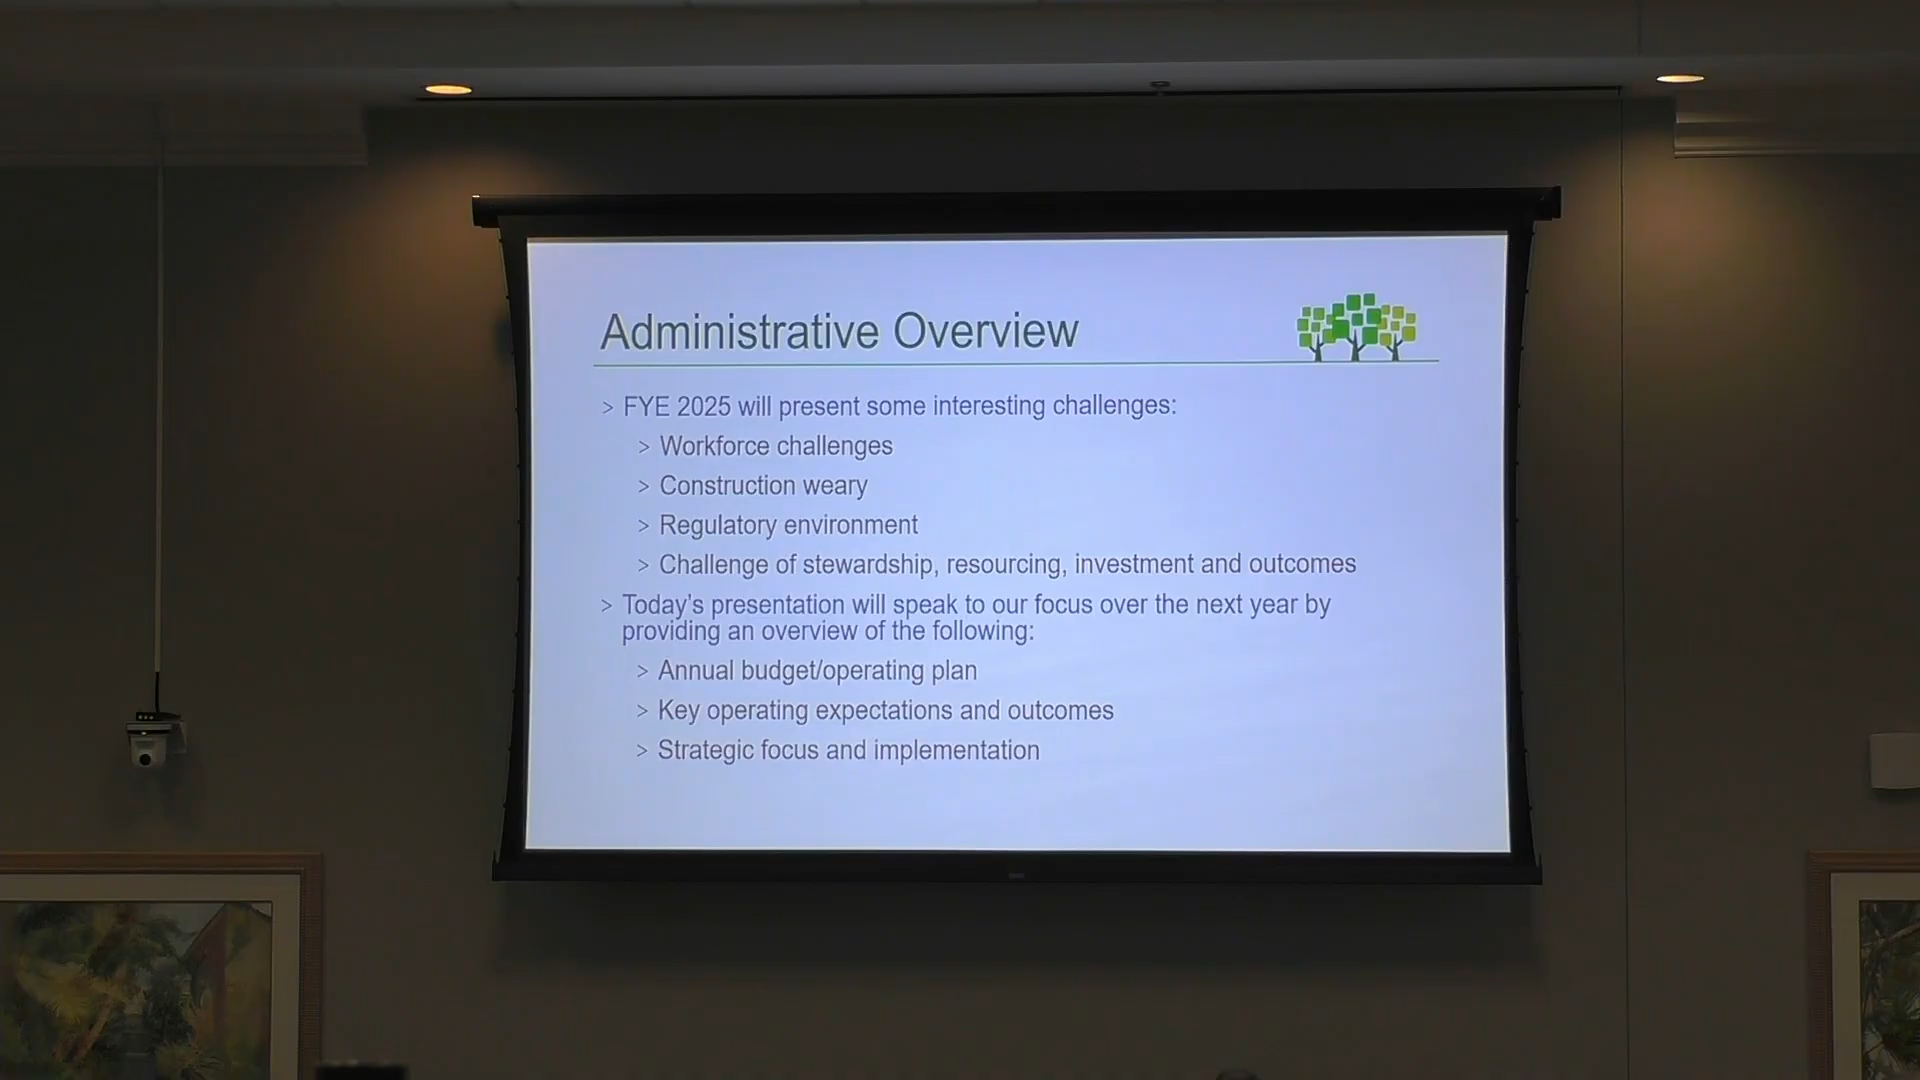 Administrative Overview
> FYE 2025 will present some interesting challenges:
> Workforce challenges
> Construction weary
> Regulatory environment
> Challenge of stewardship, resourcing, investment and outcomes
> Today’s presentation will speak to our focus over the next year by
providing an overview of the following:
> Annual budget/operating plan
> Key operating expectations and outcomes
> Strategic focus and implementation